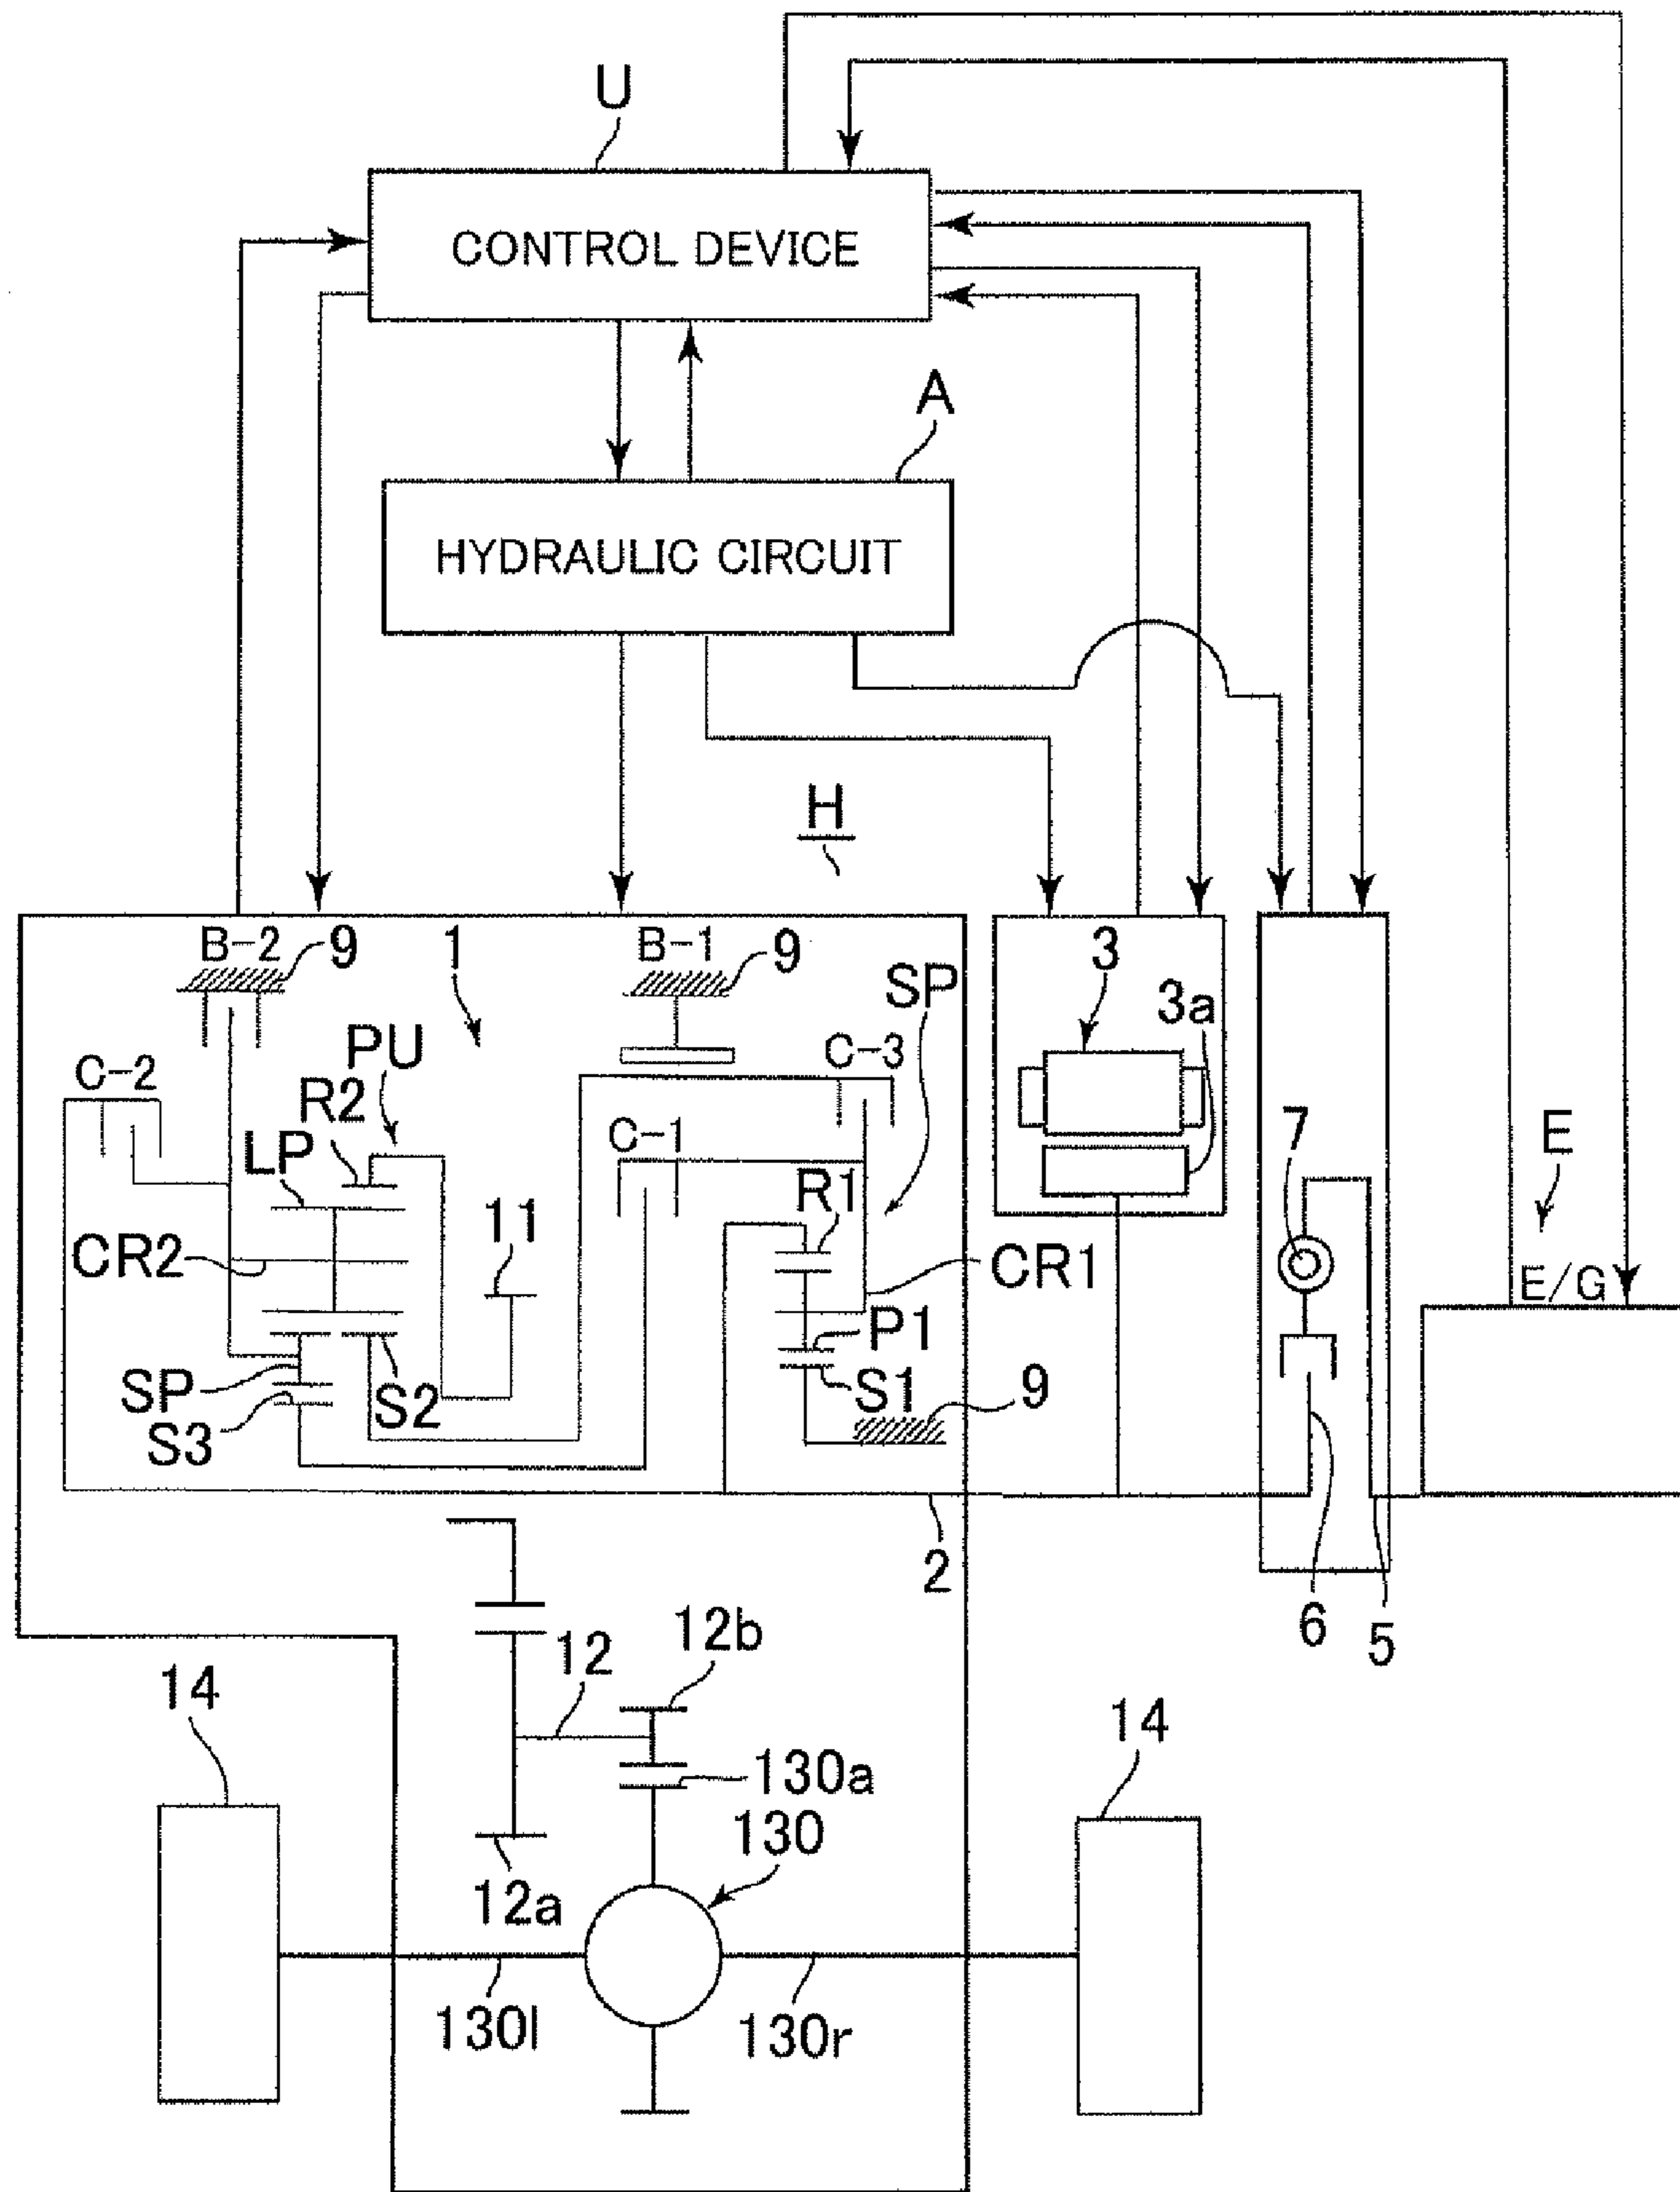 U
CONTROL DEVICE
A
HYDRAULIC CIRCUIT
H
B-2 9 1 B-1 9 SP 3 3a
C-2 PU C-3
R2 C-1 7 E
LP R1
11
CR2 CR1 E/G
P1
SP S2 S1 9
S3
2
6 5
12 12b
14 14
130a
130
12a
130l 130r